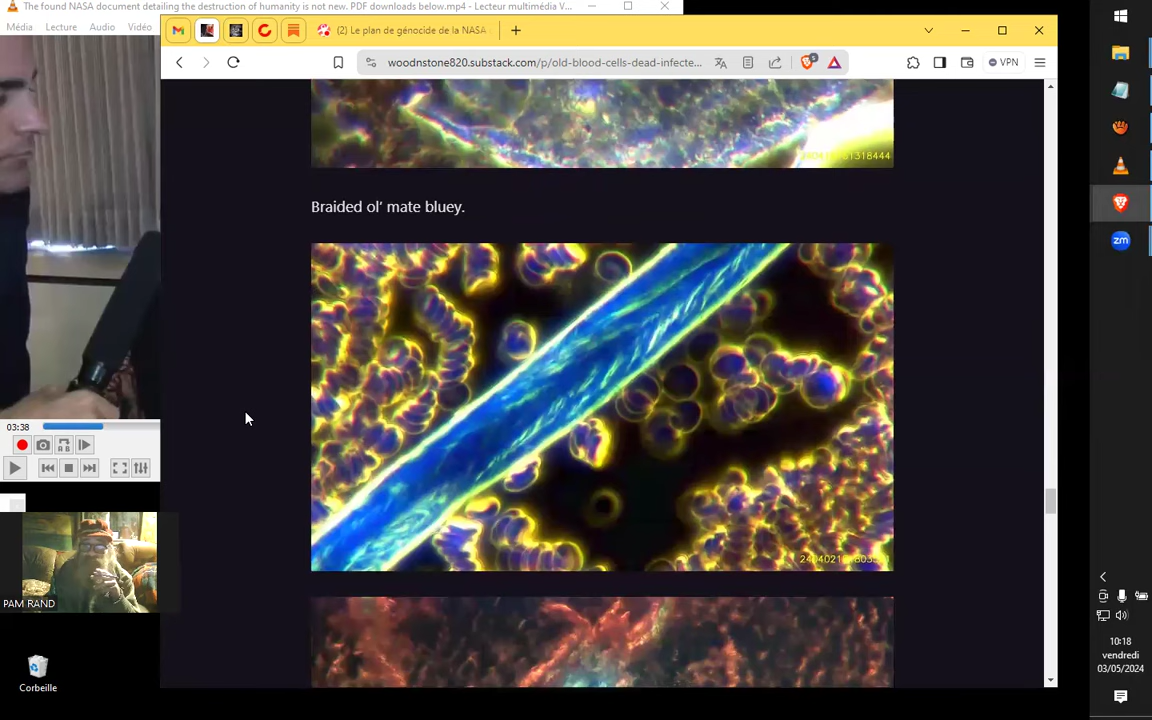 The found NASA document detailing the destruction of humanity is not new. PDF downloads below.mp4 - Lecteur multimédia V...
Média Lecture Audio Vidéo
(2) Le plan de génocide de la NASA
woodnstone820.substack.com/p/old-blood-cells-dead-infecte...
VPN
Braided ol’ mate bluey.
03:38
PAM RAND
Corbeille
zm
10:18
vendredi
03/05/2024